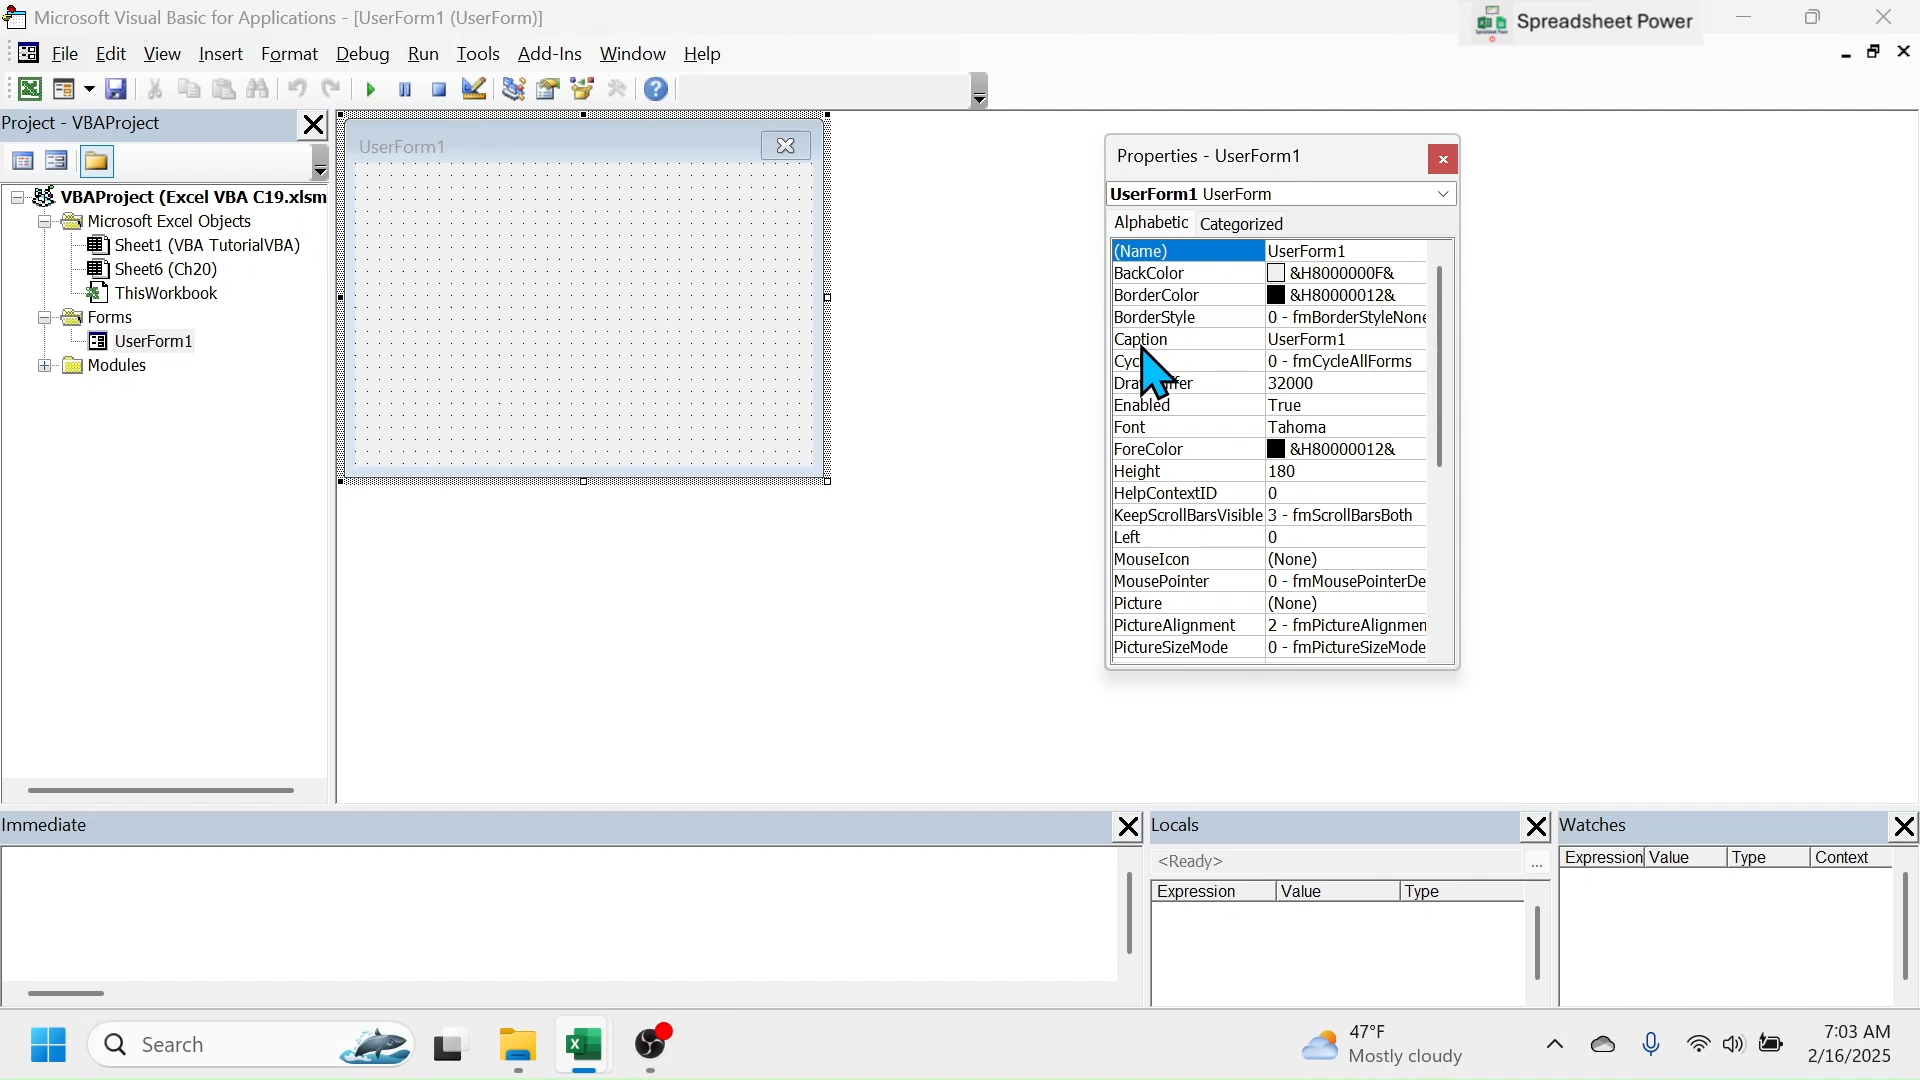 Microsoft Visual Basic for Applications - [UserForm1 (UserForm)]
Spreadsheet Power
File Edit View Insert Format Debug Run Tools Add-Ins Window Help
Project - VBAProject
VBAProject (Excel VBA C19.xlsm
Microsoft Excel Objects
Sheet1 (VBA TutorialVBA)
Sheet6 (Ch20)
ThisWorkbook
Forms
UserForm1
Modules
UserForm1
Properties - UserForm1
UserForm1 UserForm
Alphabetic Categorized
(Name) UserForm1
BackColor &H8000000F&
BorderColor &H80000012&
BorderStyle 0 - fmBorderStyleNone
Caption UserForm1
0 - fmCycleAllForms
32000
Enabled True
Font Tahoma
ForeColor &H80000012&
Height 180
HelpContextID 0
KeepScrollBarsVisible 3 - fmScrollBarsBoth
Left 0
MouseIcon (None)
MousePointer 0 - fmMousePointerDe
Picture (None)
PictureAlignment 2 - fmPictureAlignmen
PictureSizeMode 0 - fmPictureSizeMode
Immediate
Locals
<Ready>
...
Expression Value Type
Watches
Expression Value Type Context
Search
47°F
Mostly cloudy
7:03 AM
2/16/2025